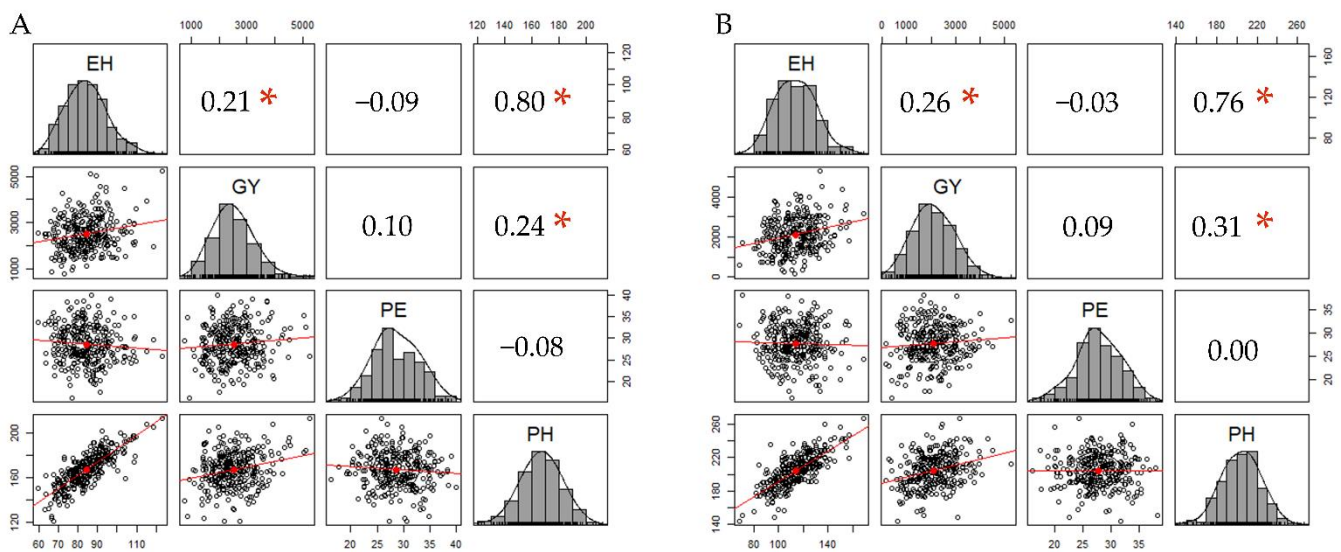 A
B
1000 3000 5000
120 140 160 180 200
0 1000 3000 5000
140 180 220 260
EH
0.21 *
−0.09
0.80 *
60 80 100 120
EH
0.26 *
−0.03
0.76 *
80 120 160
1000 3000 5000
GY
0.10
0.24 *
0 2000 4000
GY
0.09
0.31 *
PE
−0.08
20 25 30 35 40
PE
0.00
20 25 30 35
120 160 200
PH
140 180 220 260
PH
60 70 80 90 110
20 25 30 35 40
80 100 140
20 25 30 35